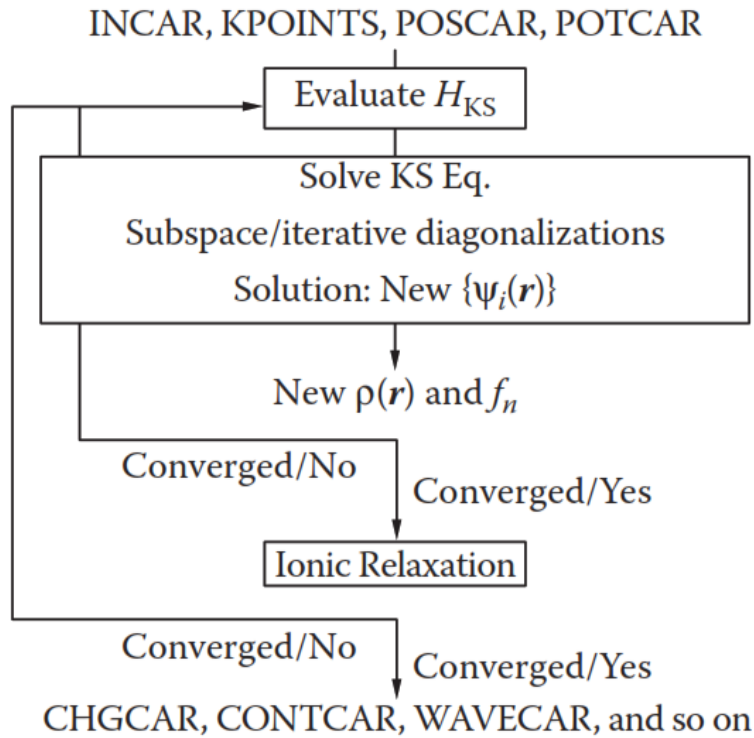 INCAR, KPOINTS, POSCAR, POTCAR
Evaluate H_KS
Solve KS Eq.
Subspace/iterative diagonalizations
Solution: New {ψ_i(r)}
New ρ(r) and f_n
Converged/No
Converged/Yes
Ionic Relaxation
Converged/No
Converged/Yes
CHGCAR, CONTCAR, WAVECAR, and so on